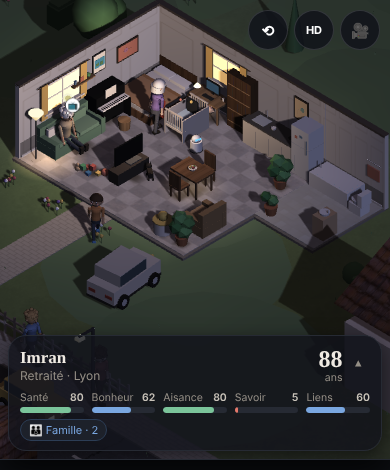 HD
Imran
88
Retraité · Lyon
ans
Santé 80 Bonheur 62 Aisance 80 Savoir 5 Liens 60
Famille · 2